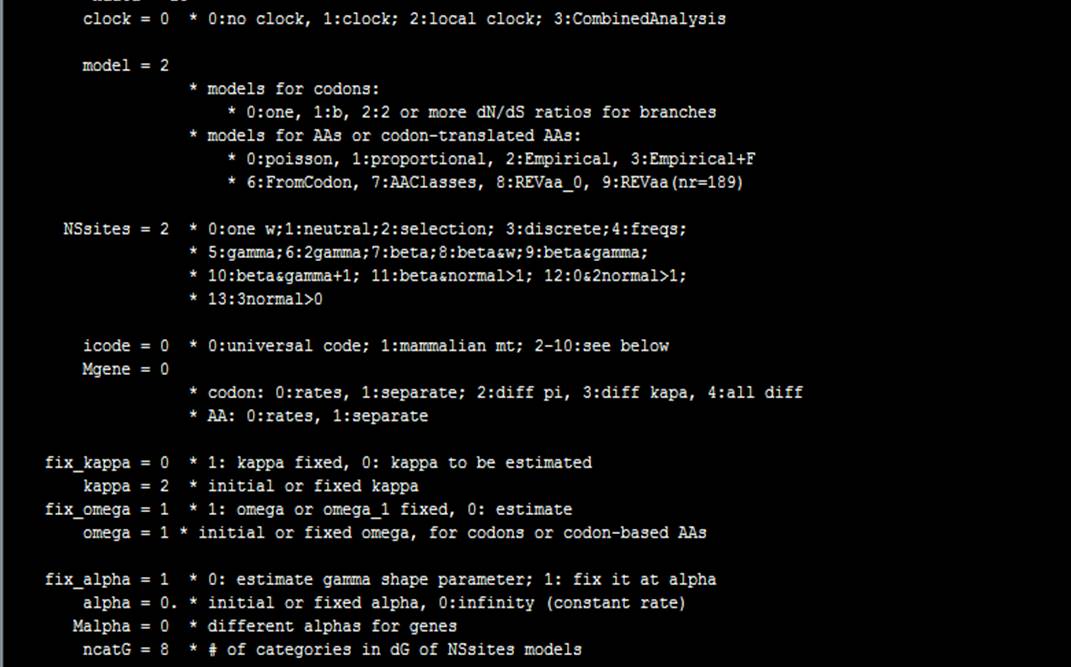 clock = 0  * 0:no clock, 1:clock; 2:local clock; 3:CombinedAnalysis
model = 2
* models for codons:
* 0:one, 1:b, 2:2 or more dN/dS ratios for branches
* models for AAs or codon-translated AAs:
* 0:poisson, 1:proportional, 2:Empirical, 3:Empirical+F
* 6:FromCodon, 7:AAClasses, 8:REVaa_0, 9:REVaa(nr=189)
NSsites = 2  * 0:one w;1:neutral;2:selection; 3:discrete;4:freqs;
* 5:gamma;6:2gamma;7:beta;8:beta&w;9:beta&gamma;
* 10:beta&gamma+1; 11:beta&normal>1; 12:0&2normal>1;
* 13:3normal>0
icode = 0  * 0:universal code; 1:mammalian mt; 2-10:see below
Mgene = 0
* codon: 0:rates, 1:separate; 2:diff pi, 3:diff kapa, 4:all diff
* AA: 0:rates, 1:separate
fix_kappa = 0  * 1: kappa fixed, 0: kappa to be estimated
kappa = 2  * initial or fixed kappa
fix_omega = 1  * 1: omega or omega_1 fixed, 0: estimate
omega = 1 * initial or fixed omega, for codons or codon-based AAs
fix_alpha = 1  * 0: estimate gamma shape parameter; 1: fix it at alpha
alpha = 0. * initial or fixed alpha, 0:infinity (constant rate)
Malpha = 0  * different alphas for genes
ncatG = 8  * # of categories in dG of NSsites models